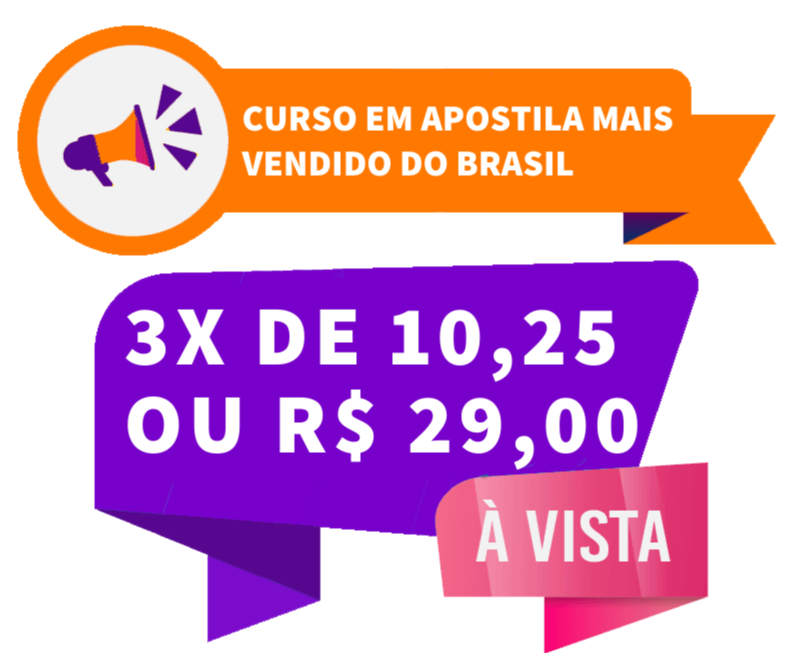 CURSO EM APOSTILA MAIS
VENDIDO DO BRASIL
3X DE 10,25
OU R$ 29,00
À VISTA